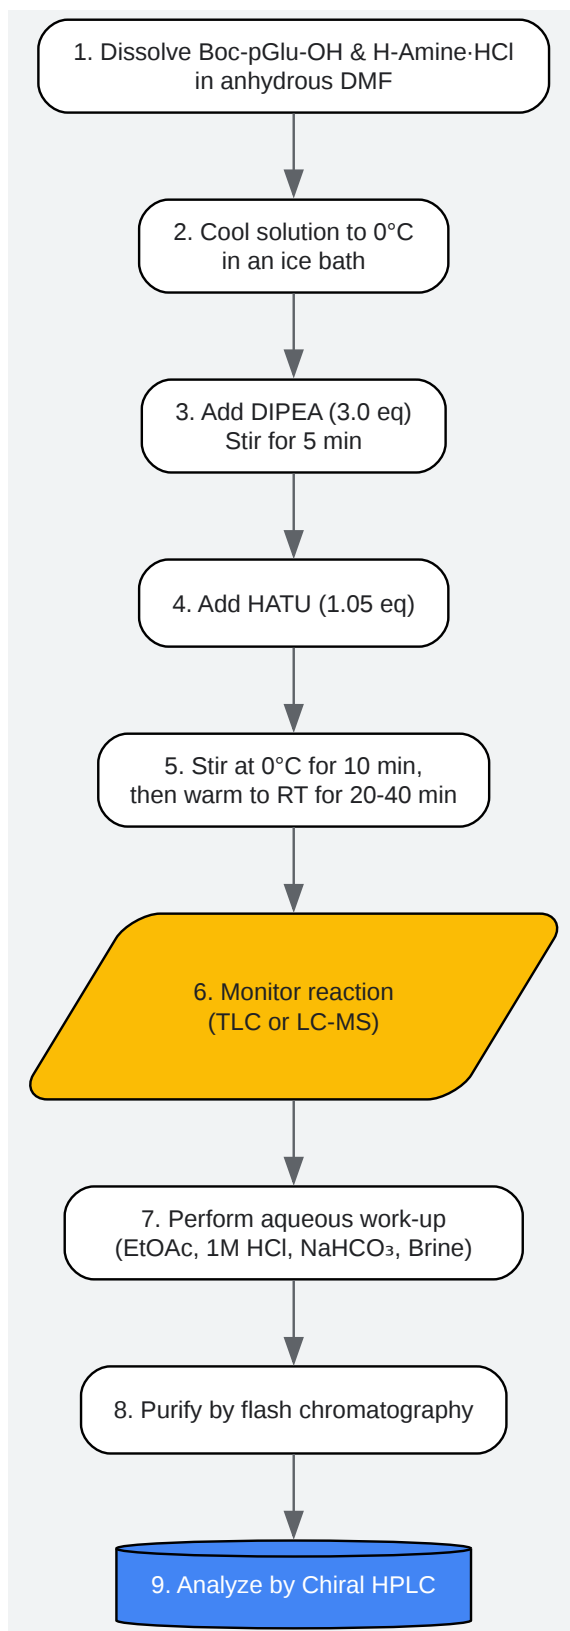 1. Dissolve Boc-pGlu-OH & H-Amine·HCl
in anhydrous DMF
2. Cool solution to 0°C
in an ice bath
3. Add DIPEA (3.0 eq)
Stir for 5 min
4. Add HATU (1.05 eq)
5. Stir at 0°C for 10 min,
then warm to RT for 20-40 min
6. Monitor reaction
(TLC or LC-MS)
7. Perform aqueous work-up
(EtOAc, 1M HCl, NaHCO₃, Brine)
8. Purify by flash chromatography
9. Analyze by Chiral HPLC